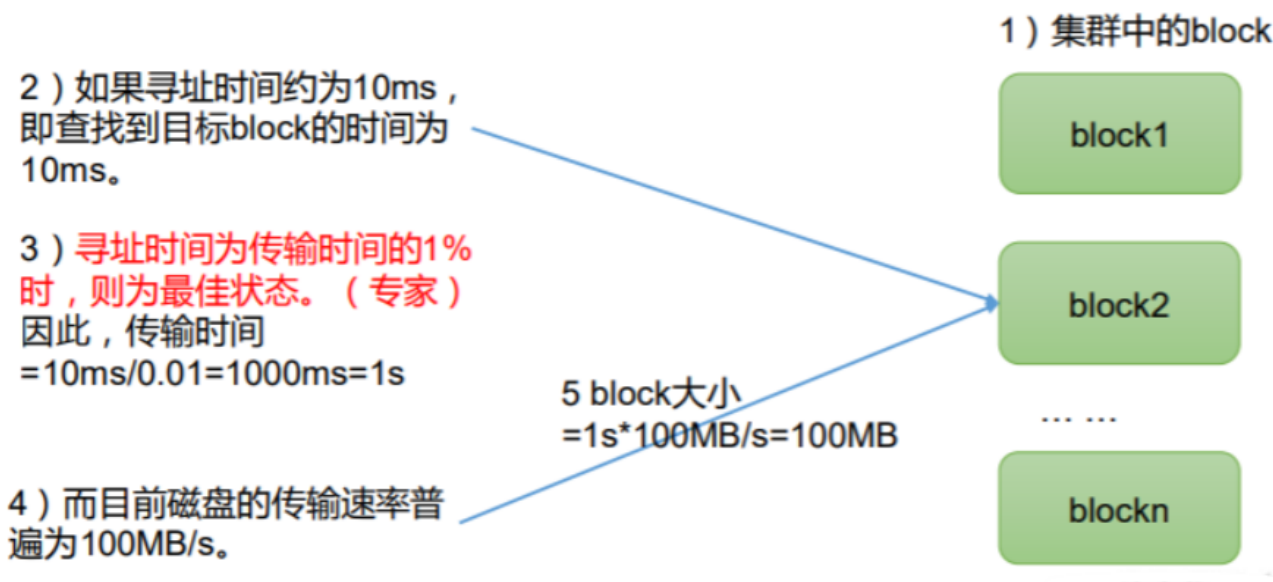 1）集群中的block
block1
block2
... ...
blockn
2）如果寻址时间约为10ms，
即查找到目标block的时间为
10ms。
3）寻址时间为传输时间的1%
时，则为最佳状态。（专家）
因此，传输时间
=10ms/0.01=1000ms=1s
4）而目前磁盘的传输速率普
遍为100MB/s。
5 block大小
=1s*100MB/s=100MB